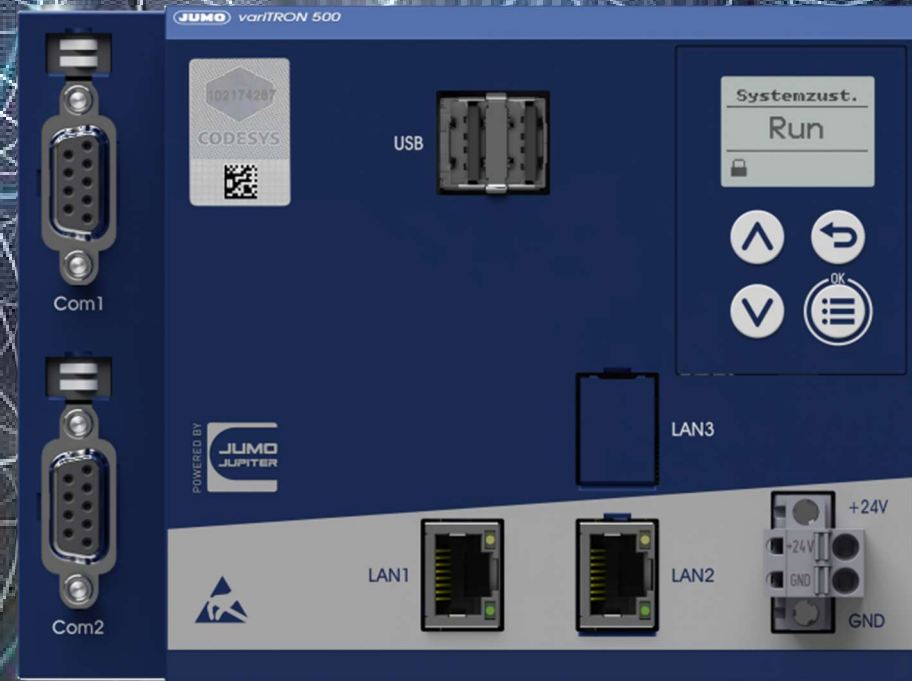 JUMO variTRON 500
102174287
CODESYS
USB
Systemzust.
Run
OK
Com1
LAN3
POWERED BY
JUMO
JUPITER
+24V
+24V
LAN1
LAN2
GND
GND
Com2